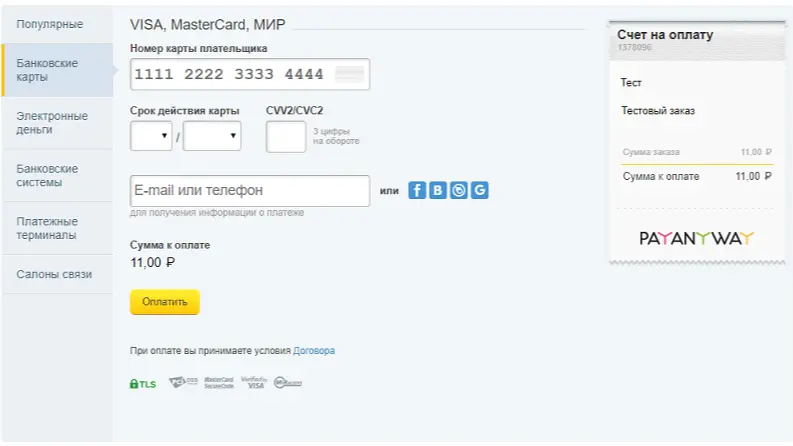 Популярные
Банковские
карты
Электронные
деньги
Банковские
системы
Платежные
терминалы
Салоны связи
VISA, MasterCard, МИР
Номер карты плательщика
1111 2222 3333 4444
Срок действия карты
CVV2/CVC2
/
3 цифры
на обороте
E-mail или телефон
или
для получения информации о платеже
Сумма к оплате
11,00 ₽
Оплатить
При оплате вы принимаете условия Договора
TLS
PCI DSS
MasterCard
SecureCode
Verified by
VISA
Счет на оплату
1378096
Тест
Тестовый заказ
Сумма заказа 11,00 ₽
Сумма к оплате 11,00 ₽
PAYANYWAY